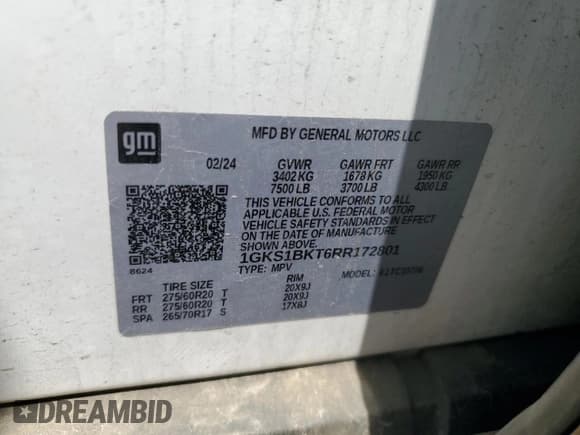 gm
MFD BY GENERAL MOTORS LLC
02/24 GVWR GAWR FRT GAWR RR
3402 KG 1678 KG 1950 KG
7500 LB 3700 LB 4300 LB
THIS VEHICLE CONFORMS TO ALL
APPLICABLE U.S. FEDERAL MOTOR
VEHICLE SAFETY STANDARDS IN EFFECT
ON THE DATE OF MANUFACTURE
SHOWN ABOVE.
1GKS1BKT6RR172801
TYPE: MPV MODEL:
8624
TIRE SIZE RIM
FRT 275/60R20 T 20X9J
RR 275/60R20 T 20X9J
SPA 265/70R17 S 17X8J
DREAMBID